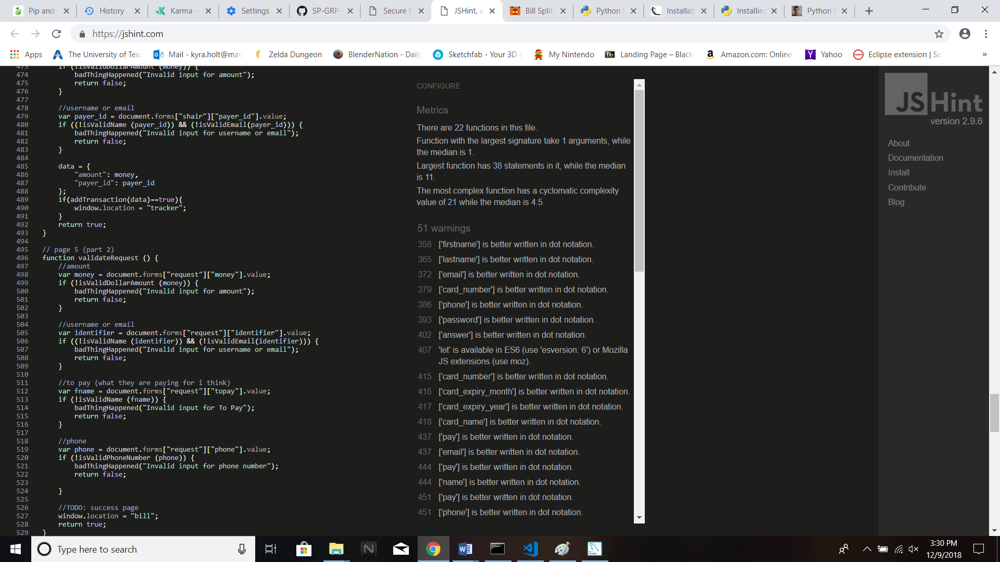 Pip and
History
Karma -
Settings
SP-GRP-
Secure P
JSHint, a
Bill Split
Python
Installati
Installing
Python
https://jshint.com
Apps
The University of Texa
Mail - kyra.holt@mav
Zelda Dungeon
BlenderNation - Daily
Sketchfab - Your 3D c
My Nintendo
Bb
Landing Page – Black
Amazon.com: Online
Yahoo
Eclipse extension | So
»
473 if (!isValidDollarAmount (money)) {
474 badThingHappened("Invalid input for amount");
475 return false;
476 }
477
478 //username or email
479 var payer_id = document.forms["shair"]["payer_id"].value;
480 if ((!isValidName (payer_id)) && (!isValidEmail(payer_id))) {
481 badThingHappened("Invalid input for username or email");
482 return false;
483 }
484
485 data = {
486 "amount": money,
487 "payer_id": payer_id
488 };
489 if(addTransaction(data)==true){
490 window.location = "tracker";
491 }
492 return true;
493 }
494
495 // page 5 (part 2)
496 function validateRequest () {
497 //amount
498 var money = document.forms["request"]["money"].value;
499 if (!isValidDollarAmount (money)) {
500 badThingHappened("Invalid input for amount");
501 return false;
502 }
503
504 //username or email
505 var identifier = document.forms["request"]["identifier"].value;
506 if ((!isValidName (identifier)) && (!isValidEmail(identifier))) {
507 badThingHappened("Invalid input for username or email");
508 return false;
509 }
510
511 //to pay (what they are paying for i think)
512 var fname = document.forms["request"]["topay"].value;
513 if (!isValidName (fname)) {
514 badThingHappened("Invalid input for To Pay");
515 return false;
516 }
517
518 //phone
519 var phone = document.forms["request"]["phone"].value;
520 if (!isValidPhoneNumber (phone)) {
521 badThingHappened("Invalid input for phone number");
522 return false;
523
524 }
525
526 //TODO: success page
527 window.location = "bill";
528 return true;
529 }
CONFIGURE
Metrics
There are 22 functions in this file.
Function with the largest signature take 1 arguments, while
the median is 1.
Largest function has 38 statements in it, while the median
is 11.
The most complex function has a cyclomatic complexity
value of 21 while the median is 4.5.
51 warnings
358 ['firstname'] is better written in dot notation.
365 ['lastname'] is better written in dot notation.
372 ['email'] is better written in dot notation.
379 ['card_number'] is better written in dot notation.
386 ['phone'] is better written in dot notation.
393 ['password'] is better written in dot notation.
402 ['answer'] is better written in dot notation.
407 'let' is available in ES6 (use 'esversion: 6') or Mozilla
JS extensions (use moz).
415 ['card_number'] is better written in dot notation.
416 ['card_expiry_month'] is better written in dot notation.
417 ['card_expiry_year'] is better written in dot notation.
418 ['card_name'] is better written in dot notation.
437 ['pay'] is better written in dot notation.
437 ['email'] is better written in dot notation.
444 ['pay'] is better written in dot notation.
444 ['name'] is better written in dot notation.
451 ['pay'] is better written in dot notation.
451 ['phone'] is better written in dot notation.
JSHint
version 2.9.6
About
Documentation
Install
Contribute
Blog
Type here to search
3:30 PM
12/9/2018